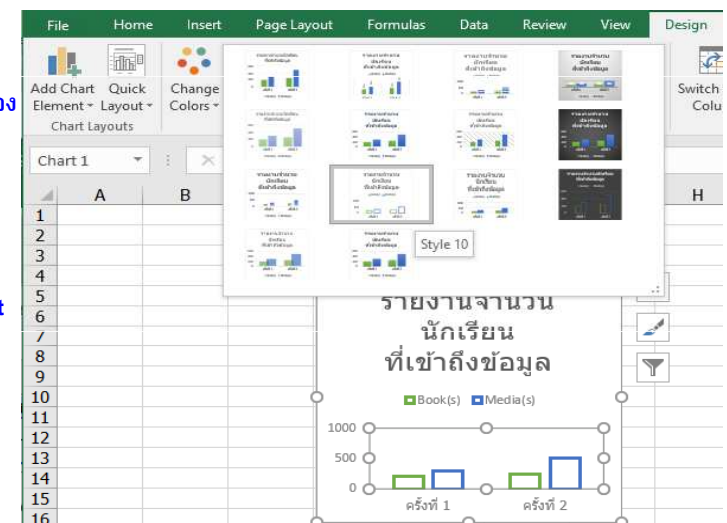 File Home Insert Page Layout Formulas Data Review View Design
Add Chart Quick Change Switch
Element Layout Colors Colu
Chart Layouts
อง
Chart 1
A B H
1
2
3
4
5
6
7
8
9
10
11
12
13
14
15
16
t
Style 10
รายงานจำนวน
นักเรียน
ที่เข้าถึงข้อมูล
Book(s) Media(s)
1000
500
0
ครั้งที่ 1 ครั้งที่ 2